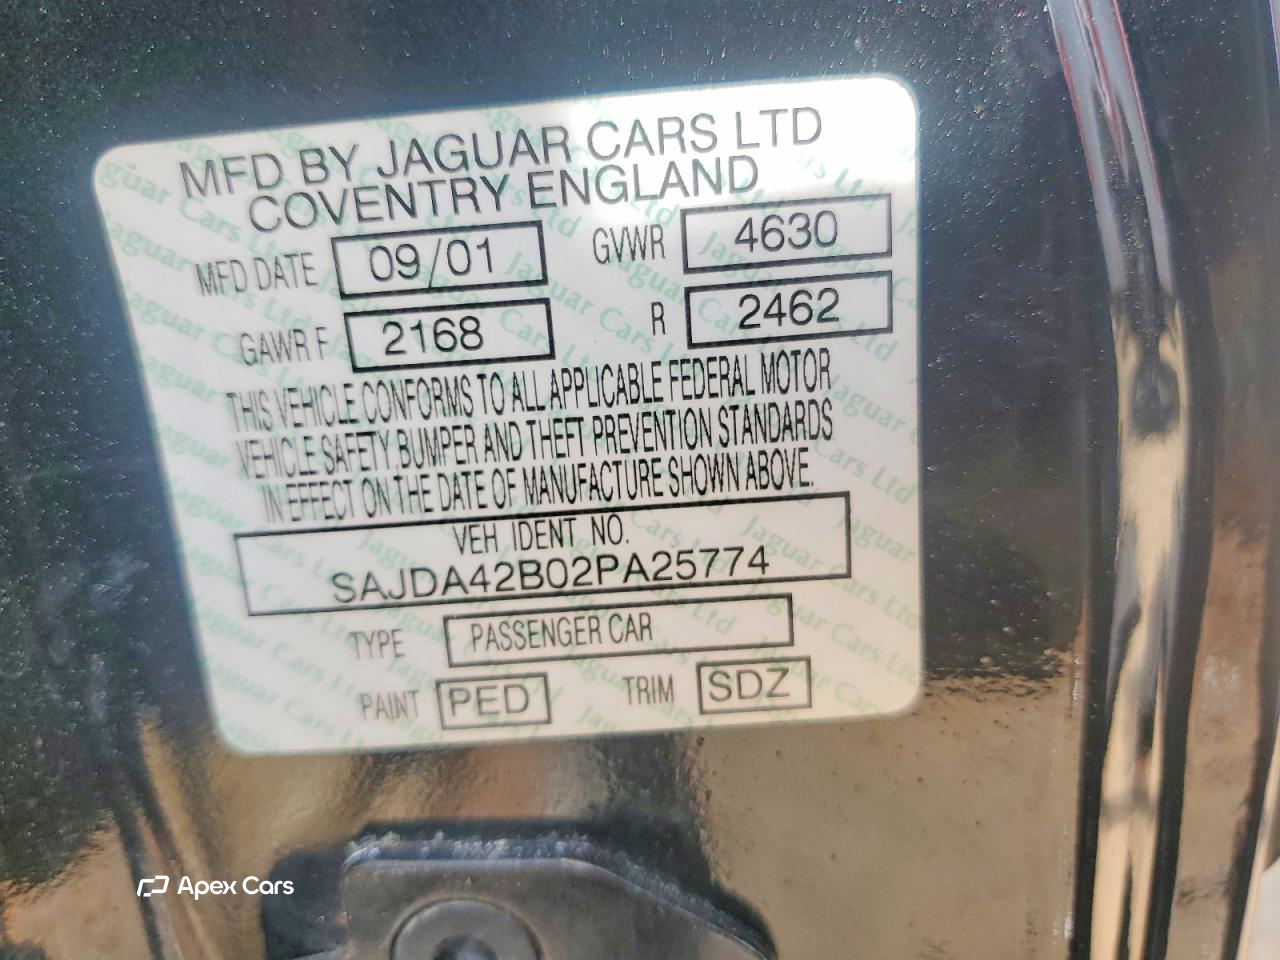 MFD BY JAGUAR CARS LTD
COVENTRY ENGLAND
MFD DATE 09/01 GVWR 4630
GAWR F 2168 R 2462
THIS VEHICLE CONFORMS TO ALL APPLICABLE FEDERAL MOTOR
VEHICLE SAFETY, BUMPER AND THEFT PREVENTION STANDARDS
IN EFFECT ON THE DATE OF MANUFACTURE SHOWN ABOVE.
VEH IDENT NO.
SAJDA42B02PA25774
TYPE PASSENGER CAR
PAINT PED TRIM SDZ
Apex Cars